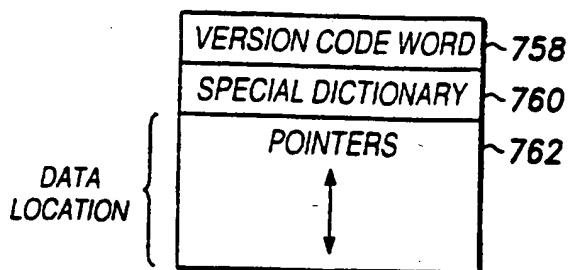 VERSION CODE WORD 758
SPECIAL DICTIONARY 760
POINTERS 762
DATA
LOCATION